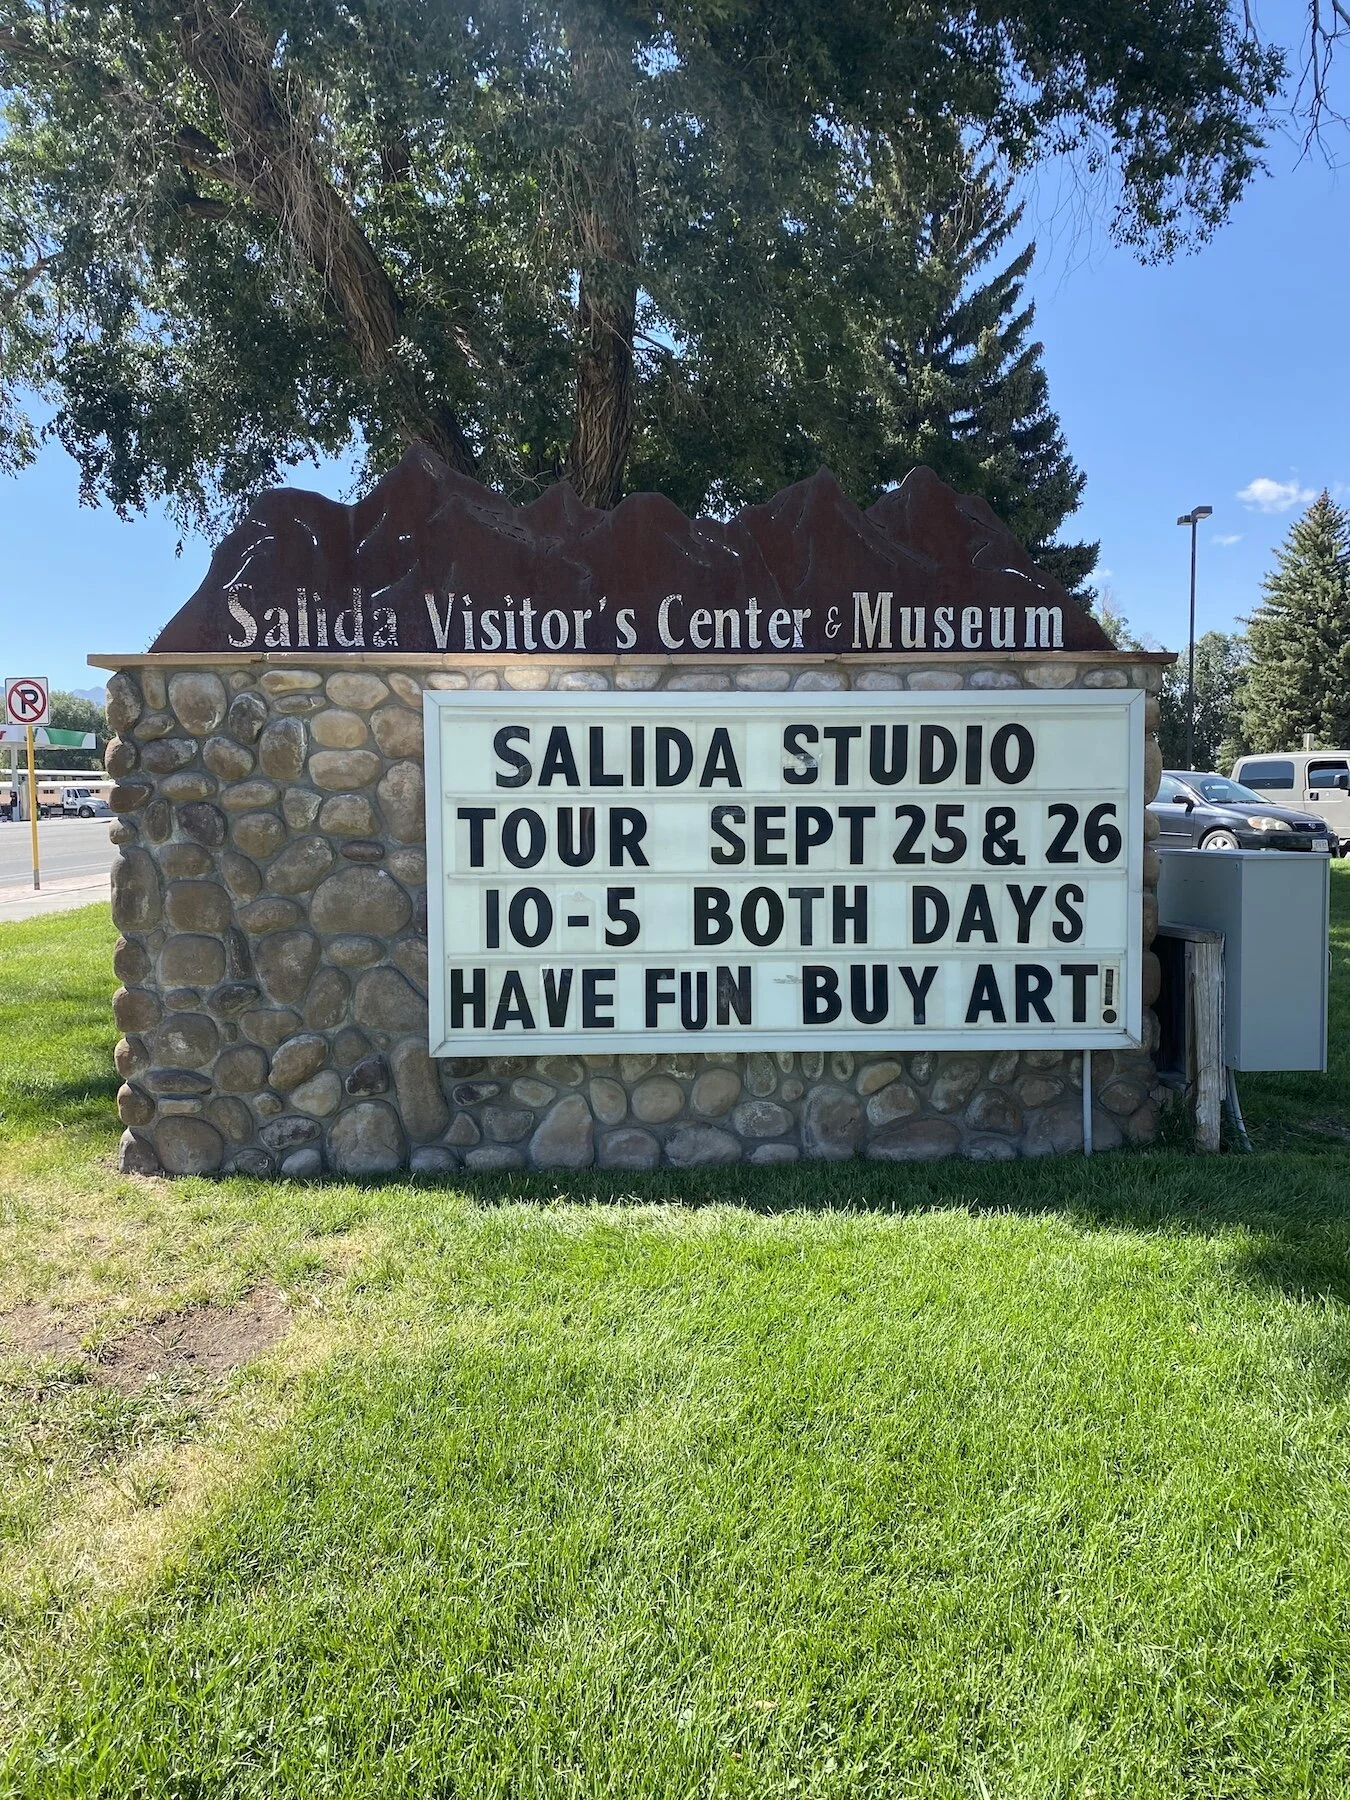 Salida Visitor's Center & Museum
SALIDA STUDIO
TOUR SEPT 25 & 26
10-5 BOTH DAYS
HAVE FUN BUY ART!
P